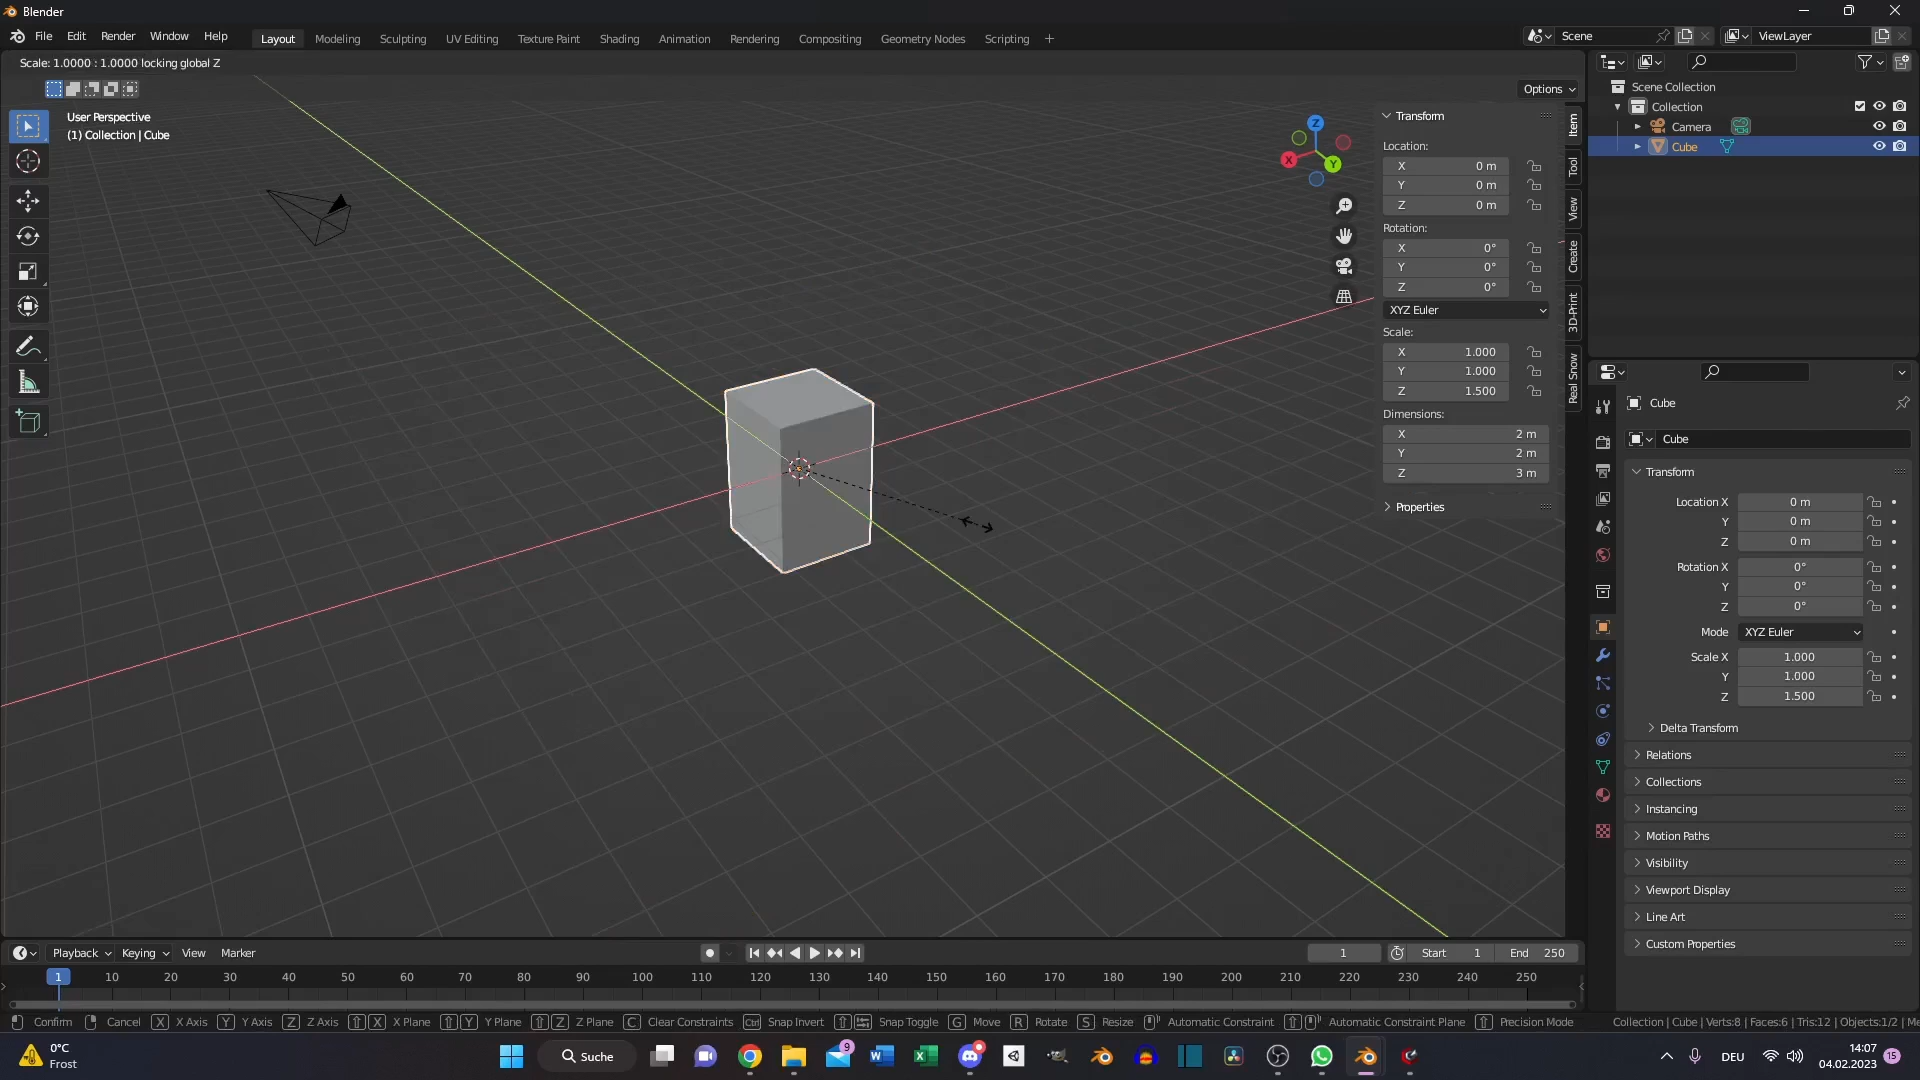 Blender
File Edit Render Window Help Layout Modeling Sculpting UV Editing Texture Paint Shading Animation Rendering Compositing Geometry Nodes Scripting + Scene ViewLayer
Scale: 1.0000 : 1.0000 locking global Z
Options
User Perspective
(1) Collection | Cube
Z
X
Y
Transform
Location:
X 0 m
Y 0 m
Z 0 m
Rotation:
X 0°
Y 0°
Z 0°
XYZ Euler
Scale:
X 1.000
Y 1.000
Z 1.500
Dimensions:
X 2 m
Y 2 m
Z 3 m
Properties
Item
Tool
View
Create
3D-Print
Real Snow
Scene Collection
Collection
Camera
Cube
Cube
Cube
Transform
Location X 0 m
Y 0 m
Z 0 m
Rotation X 0°
Y 0°
Z 0°
Mode XYZ Euler
Scale X 1.000
Y 1.000
Z 1.500
Delta Transform
Relations
Collections
Instancing
Motion Paths
Visibility
Viewport Display
Line Art
Custom Properties
Playback Keying View Marker 1 Start 1 End 250
1 10 20 30 40 50 60 70 80 90 100 110 120 130 140 150 160 170 180 190 200 210 220 230 240 250
Confirm Cancel X X Axis Y Y Axis Z Z Axis X X Plane Y Y Plane Z Z Plane C Clear Constraints Ctrl Snap Invert Snap Toggle G Move R Rotate S Resize Automatic Constraint Automatic Constraint Plane Precision Mode Collection | Cube | Verts:8 | Faces:6 | Tris:12 | Objects:1/2 | Me
0°C
Frost
Suche
9
W
X
DEU
14:07
04.02.2023
15